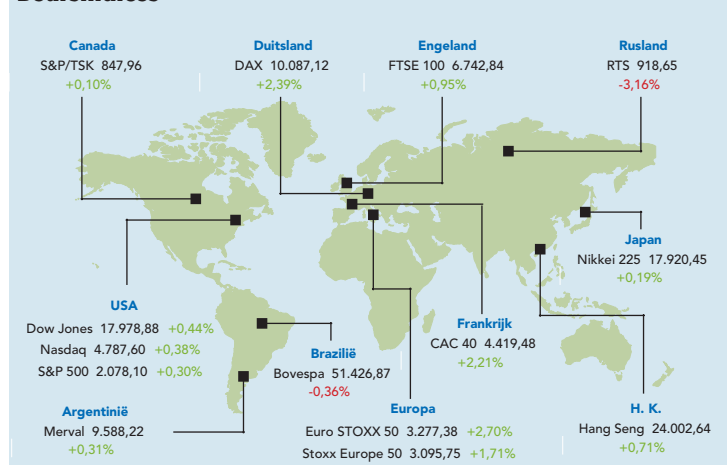 Canada
S&P/TSK 847,96
+0,10%
Duitsland
DAX 10.087,12
+2,39%
Engeland
FTSE 100 6.742,84
+0,95%
Rusland
RTS 918,65
-3,16%
Japan
Nikkei 225 17.920,45
+0,19%
USA
Dow Jones 17.978,88 +0,44%
Nasdaq 4.787,60 +0,38%
S&P 500 2.078,10 +0,30%
Frankrijk
CAC 40 4.419,48
+2,21%
Brazilië
Bovespa 51.426,87
-0,36%
Argentinië
Merval 9.588,22
+0,31%
Europa
Euro STOXX 50 3.277,38 +2,70%
Stoxx Europe 50 3.095,75 +1,71%
H. K.
Hang Seng 24.002,64
+0,71%